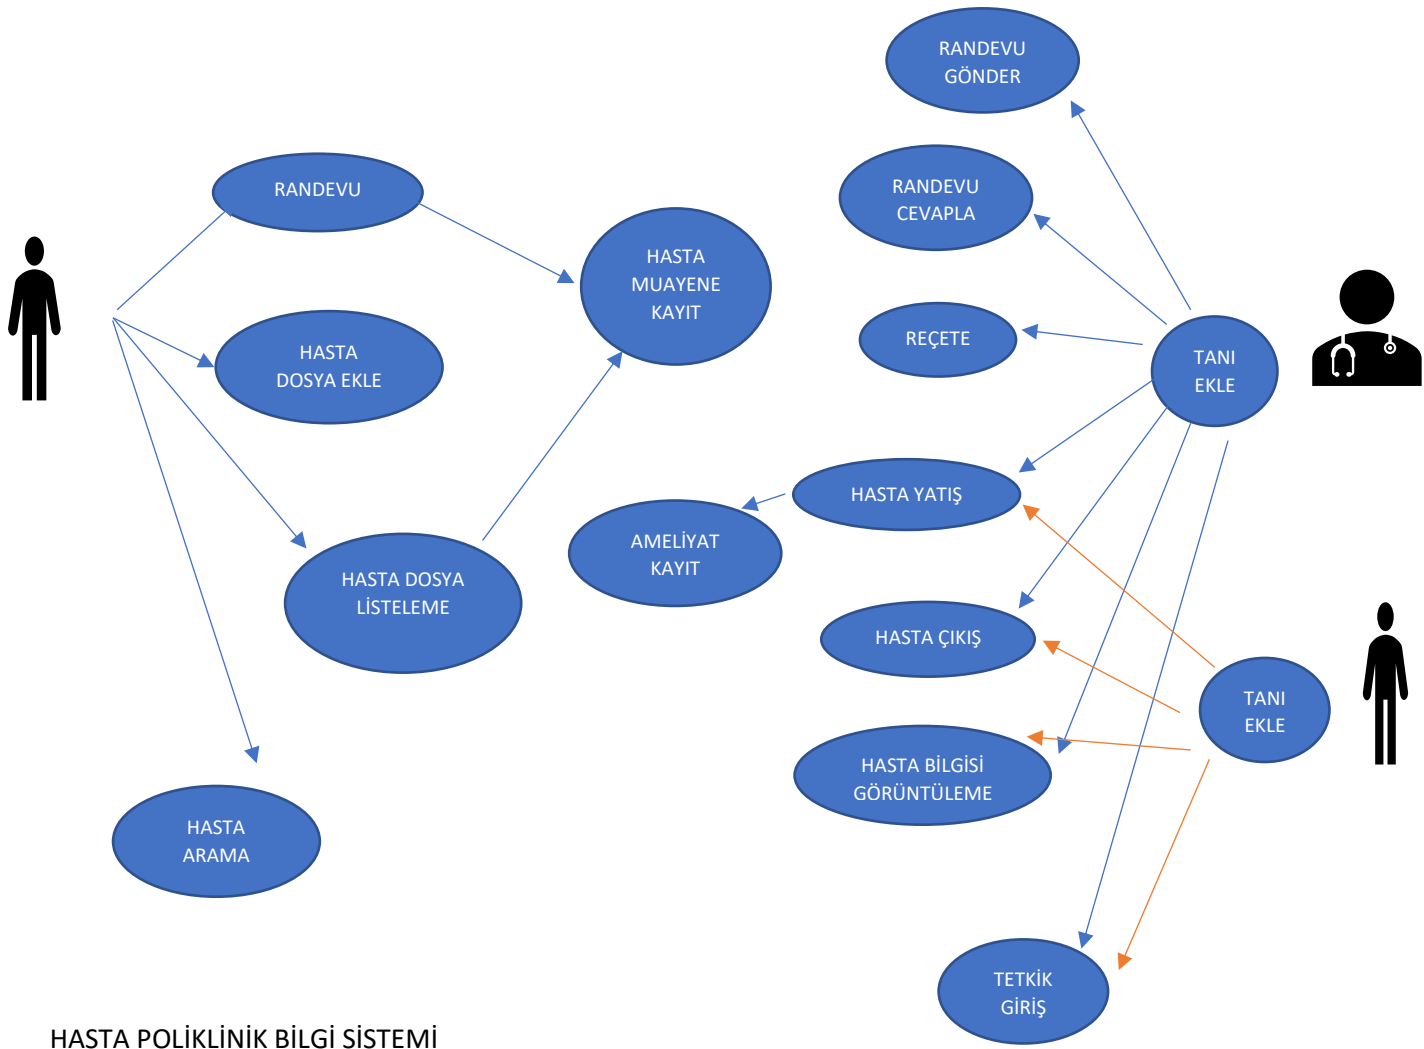 RANDEVU
GÖNDER
RANDEVU
CEVAPLA
RANDEVU
HASTA
MUAYENE
KAYIT
REÇETE
HASTA
DOSYA EKLE
TANI
EKLE
HASTA YATIŞ
AMELİYAT
KAYIT
HASTA DOSYA
LİSTELEME
HASTA ÇIKIŞ
TANI
EKLE
HASTA BİLGİSİ
GÖRÜNTÜLEME
HASTA
ARAMA
TETKİK
GİRİŞ
HASTA POLİKLİNİK BİLGİ SİSTEMİ